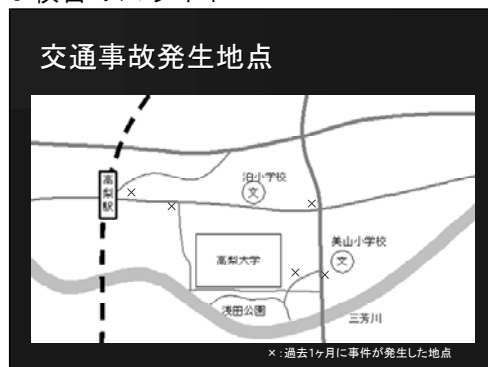 交通事故発生地点
泊小学校
文
高梨駅
美山小学校
文
高梨大学
浅田公園
三芳川
×:過去1ヶ月に事件が発生した地点